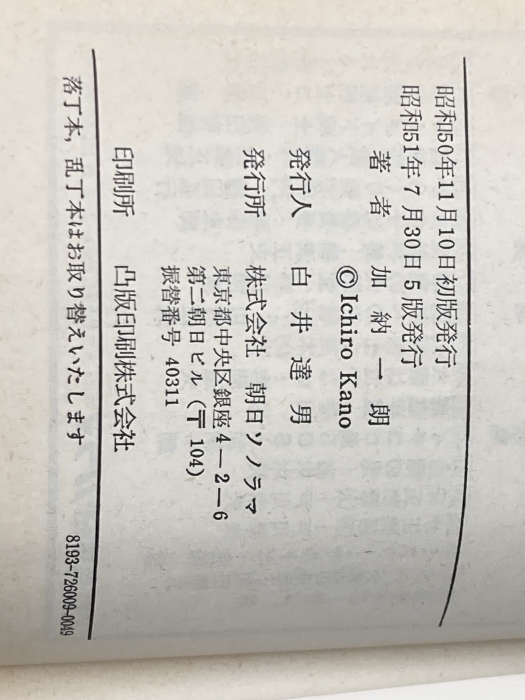 昭和50年11月10日初版発行
昭和51年7月30日5版発行
著者 加納一朗
©Ichiro Kano
発行人 白井達男
発行所 株式会社 朝日ソノラマ
東京都中央区銀座4—2—6
第二朝日ビル(〒104)
振替番号 40311
印刷所 凸版印刷株式会社
落丁本,乱丁本はお取り替えいたします
8193-726009-0049